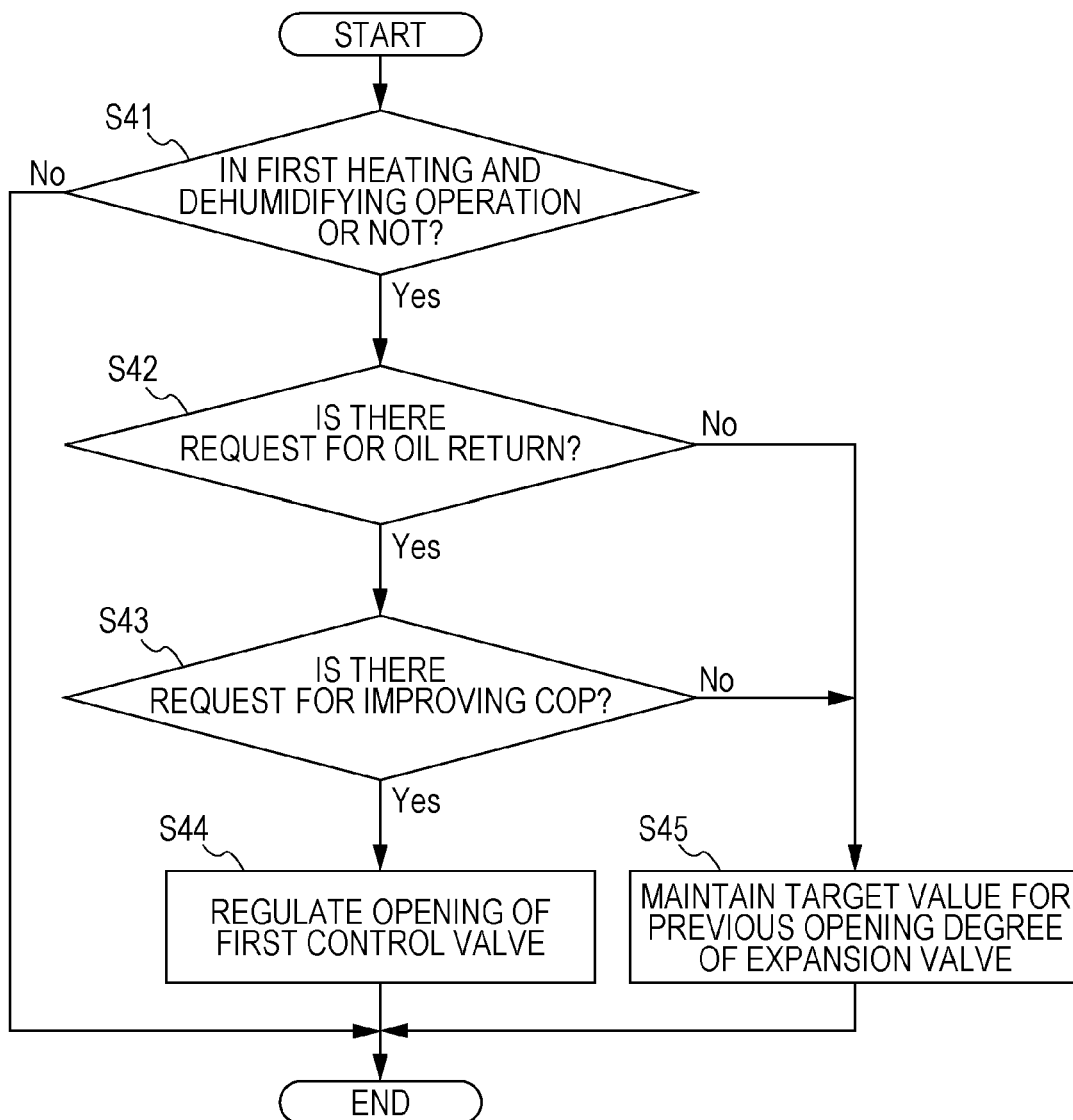 START
S41
No
IN FIRST HEATING AND
DEHUMIDIFYING OPERATION
OR NOT?
Yes
S42
IS THERE
REQUEST FOR OIL RETURN?
No
Yes
S43
IS THERE
REQUEST FOR IMPROVING COP?
No
Yes
S44
REGULATE OPENING OF
FIRST CONTROL VALVE
S45
MAINTAIN TARGET VALUE FOR
PREVIOUS OPENING DEGREE
OF EXPANSION VALVE
END